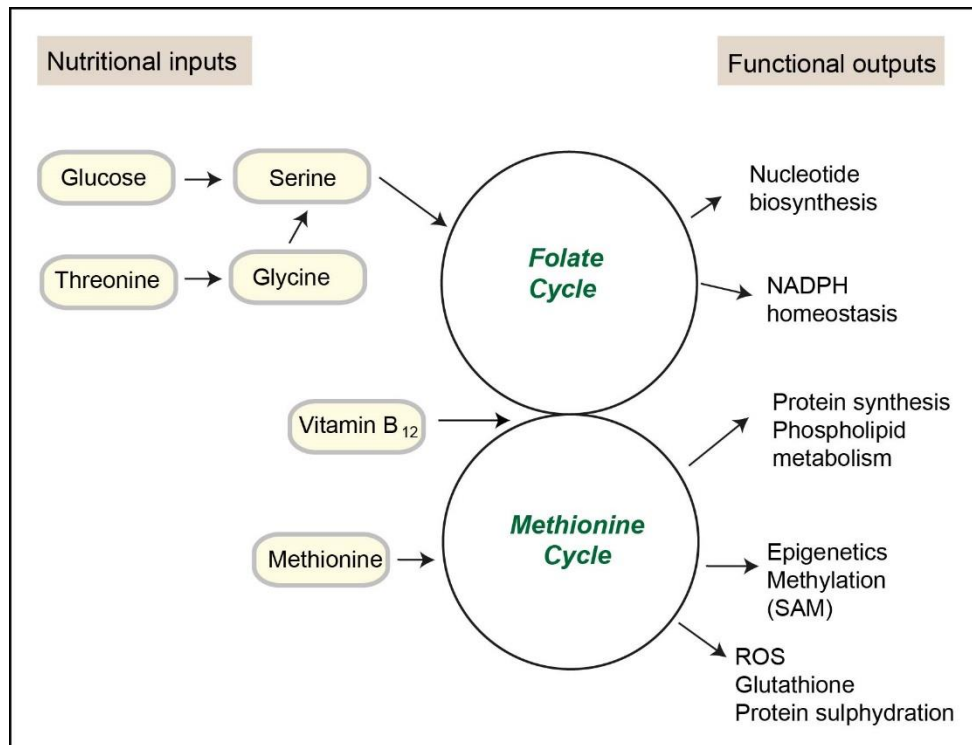 Nutritional inputs
Functional outputs
Glucose
Serine
Threonine
Glycine
Folate
Cycle
Nucleotide
biosynthesis
NADPH
homeostasis
Vitamin B 12
Methionine
Methionine
Cycle
Protein synthesis
Phospholipid
metabolism
Epigenetics
Methylation
(SAM)
ROS
Glutathione
Protein sulphydration